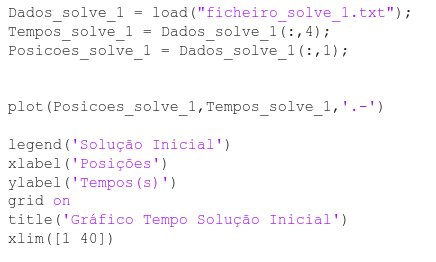 Dados_solve_1 = load("ficheiro_solve_1.txt");
Tempos_solve_1 = Dados_solve_1(:,4);
Posicoes_solve_1 = Dados_solve_1(:,1);
plot(Posicoes_solve_1,Tempos_solve_1,'.-')
legend('Solução Inicial')
xlabel('Posições')
ylabel('Tempos(s)')
grid on
title('Gráfico Tempo Solução Inicial')
xlim([1 40])